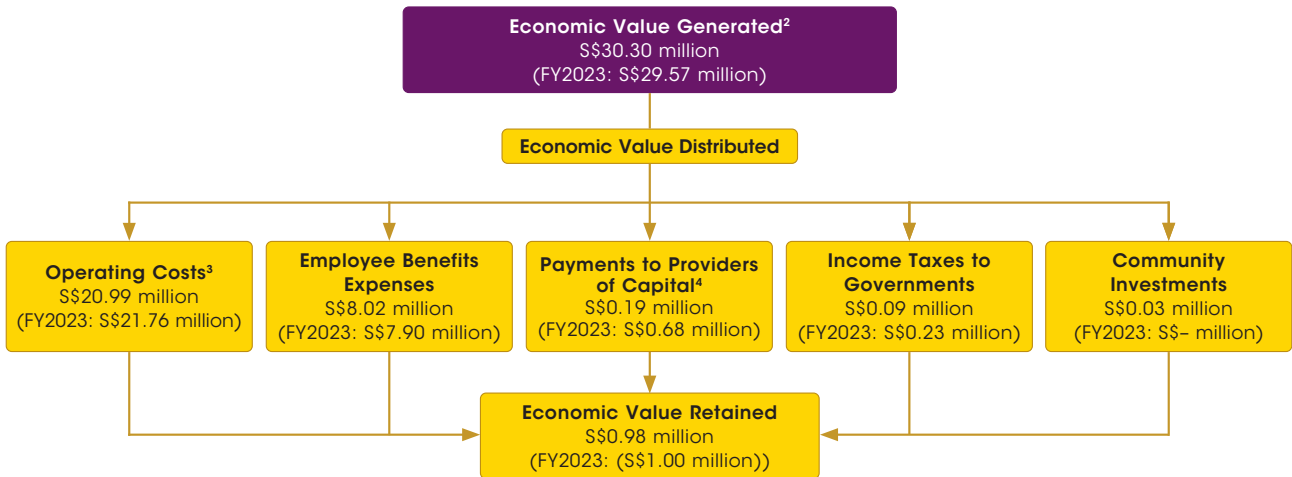 Economic Value Generated²
S$30.30 million
(FY2023: S$29.57 million)
Economic Value Distributed
Operating Costs³
S$20.99 million
(FY2023: S$21.76 million)
Employee Benefits
Expenses
S$8.02 million
(FY2023: S$7.90 million)
Payments to Providers
of Capital⁴
S$0.19 million
(FY2023: S$0.68 million)
Income Taxes to
Governments
S$0.09 million
(FY2023: S$0.23 million)
Community
Investments
S$0.03 million
(FY2023: S$– million)
Economic Value Retained
S$0.98 million
(FY2023: (S$1.00 million))